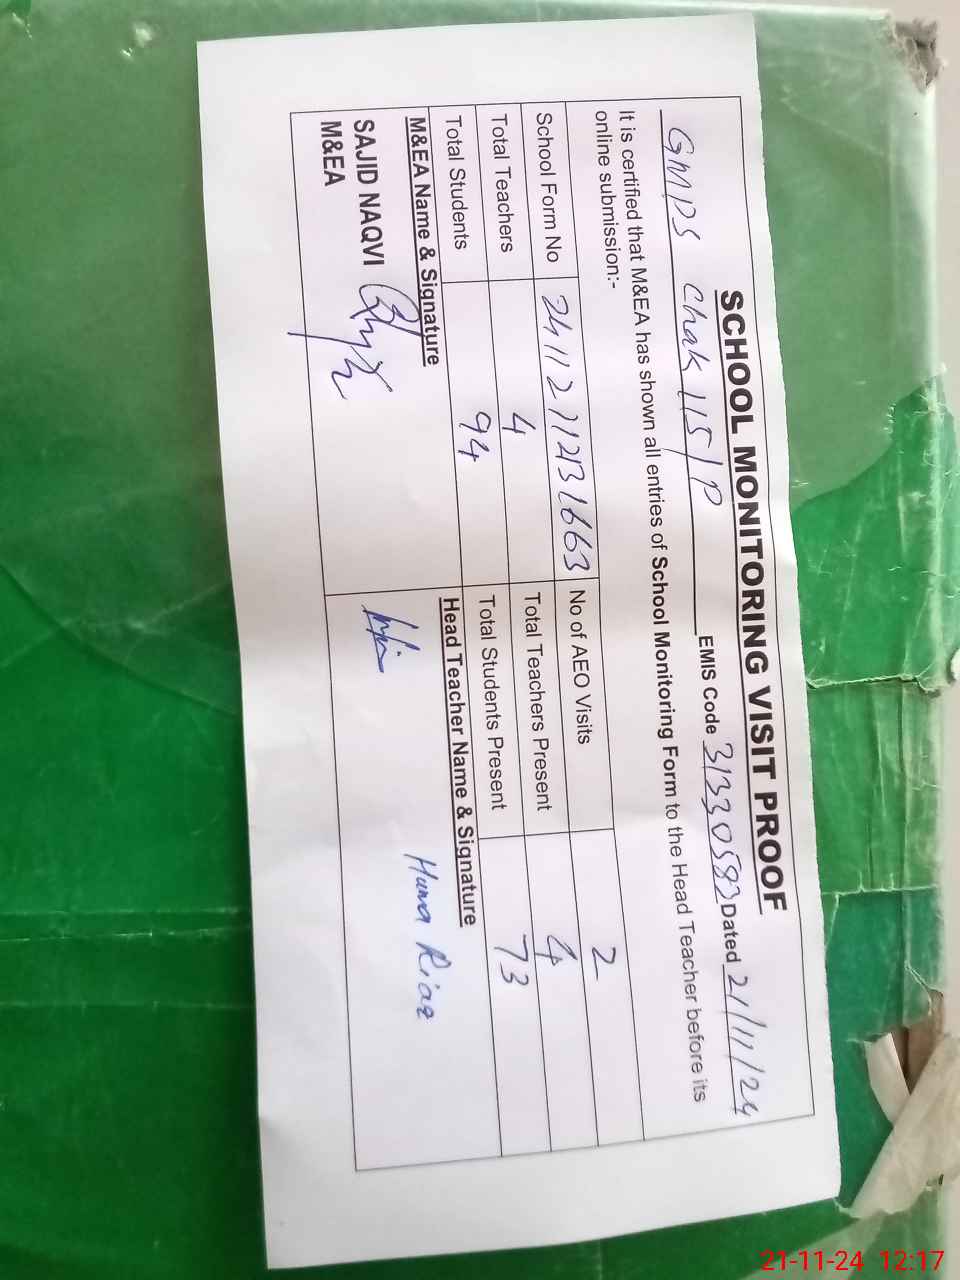 SCHOOL MONITORING VISIT PROOF
GMPS Chak 115/P EMIS Code 31330583 Dated 21/11/24
It is certified that M&EA has shown all entries of School Monitoring Form to the Head Teacher before its
online submission:-
School Form No 24112711213L663 No of AEO Visits 2
Total Teachers 4 Total Teachers Present 4
Total Students 94 Total Students Present 73
M&EA Name & Signature Head Teacher Name & Signature
SAJID NAQVI
M&EA
Huma Riaz
21-11-24 12:17